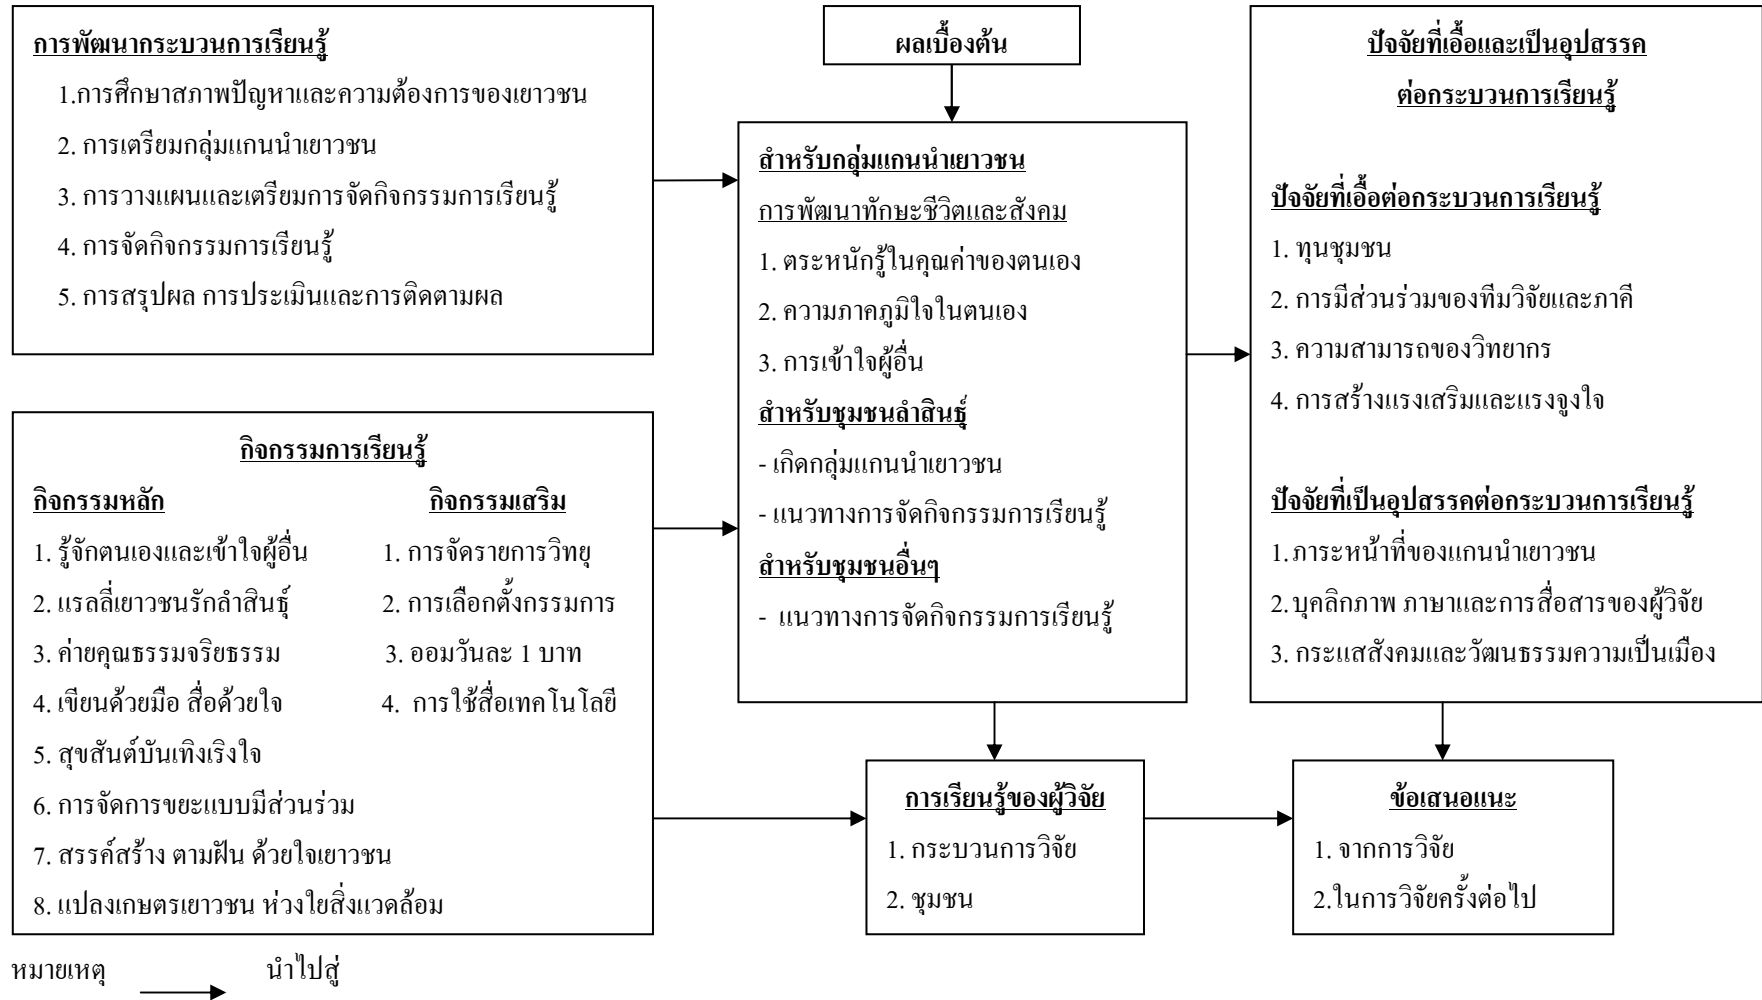 การพัฒนากระบวนการเรียนรู้
1.การศึกษาสภาพปัญหาและความต้องการของเยาวชน
2. การเตรียมกลุ่มแกนนำเยาวชน
3. การวางแผนและเตรียมการจัดกิจกรรมการเรียนรู้
4. การจัดกิจกรรมการเรียนรู้
5. การสรุปผล การประเมินและการติดตามผล
กิจกรรมการเรียนรู้
กิจกรรมหลัก
1. รู้จักตนเองและเข้าใจผู้อื่น
2. แรลลี่เยาวชนรักลำสินธุ์
3. ค่ายคุณธรรมจริยธรรม
4. เขียนด้วยมือ สื่อด้วยใจ
5. สุขสันต์บันเทิงเริงใจ
6. การจัดการขยะแบบมีส่วนร่วม
7. สรรค์สร้าง ตามฝัน ด้วยใจเยาวชน
8. แปลงเกษตรเยาวชน ห่วงใยสิ่งแวดล้อม
กิจกรรมเสริม
1. การจัดรายการวิทยุ
2. การเลือกตั้งกรรมการ
3. ออมวันละ 1 บาท
4. การใช้สื่อเทคโนโลยี
ผลเบื้องต้น
สำหรับกลุ่มแกนนำเยาวชน
การพัฒนาทักษะชีวิตและสังคม
1. ตระหนักรู้ในคุณค่าของตนเอง
2. ความภาคภูมิใจในตนเอง
3. การเข้าใจผู้อื่น
สำหรับชุมชนลำสินธุ์
- เกิดกลุ่มแกนนำเยาวชน
- แนวทางการจัดกิจกรรมการเรียนรู้
สำหรับชุมชนอื่นๆ
- แนวทางการจัดกิจกรรมการเรียนรู้
การเรียนรู้ของผู้วิจัย
1. กระบวนการวิจัย
2. ชุมชน
ปัจจัยที่เอื้อและเป็นอุปสรรค
ต่อกระบวนการเรียนรู้
ปัจจัยที่เอื้อต่อกระบวนการเรียนรู้
1. ทุนชุมชน
2. การมีส่วนร่วมของทีมวิจัยและภาคี
3. ความสามารถของวิทยากร
4. การสร้างแรงเสริมและแรงจูงใจ
ปัจจัยที่เป็นอุปสรรคต่อกระบวนการเรียนรู้
1.ภาระหน้าที่ของแกนนำเยาวชน
2.บุคลิกภาพ ภาษาและการสื่อสารของผู้วิจัย
3. กระแสสังคมและวัฒนธรรมความเป็นเมือง
ข้อเสนอแนะ
1. จากการวิจัย
2.ในการวิจัยครั้งต่อไป
หมายเหตุ นำไปสู่